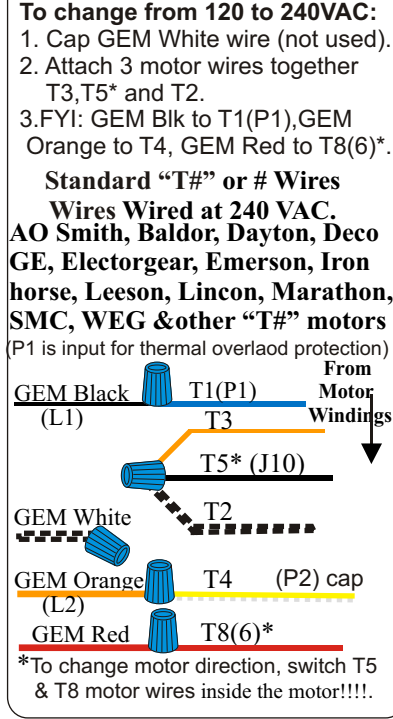 To change from 120 to 240VAC:
1. Cap GEM White wire (not used).
2. Attach 3 motor wires together
T3,T5* and T2.
3.FYI: GEM Blk to T1(P1),GEM
Orange to T4, GEM Red to T8(6)*.
Standard “T#” or # Wires
Wires Wired at 240 VAC.
AO Smith, Baldor, Dayton, Deco
GE, Electorgear, Emerson, Iron
horse, Leeson, Lincon, Marathon,
SMC, WEG &other “T#” motors
(P1 is input for thermal overlaod protection)
From
GEM Black T1(P1) Motor
(L1) T3 Windings
T5* (J10)
GEM White T2
GEM Orange T4 (P2) cap
(L2)
GEM Red T8(6)*
*To change motor direction, switch T5
& T8 motor wires inside the motor!!!!.